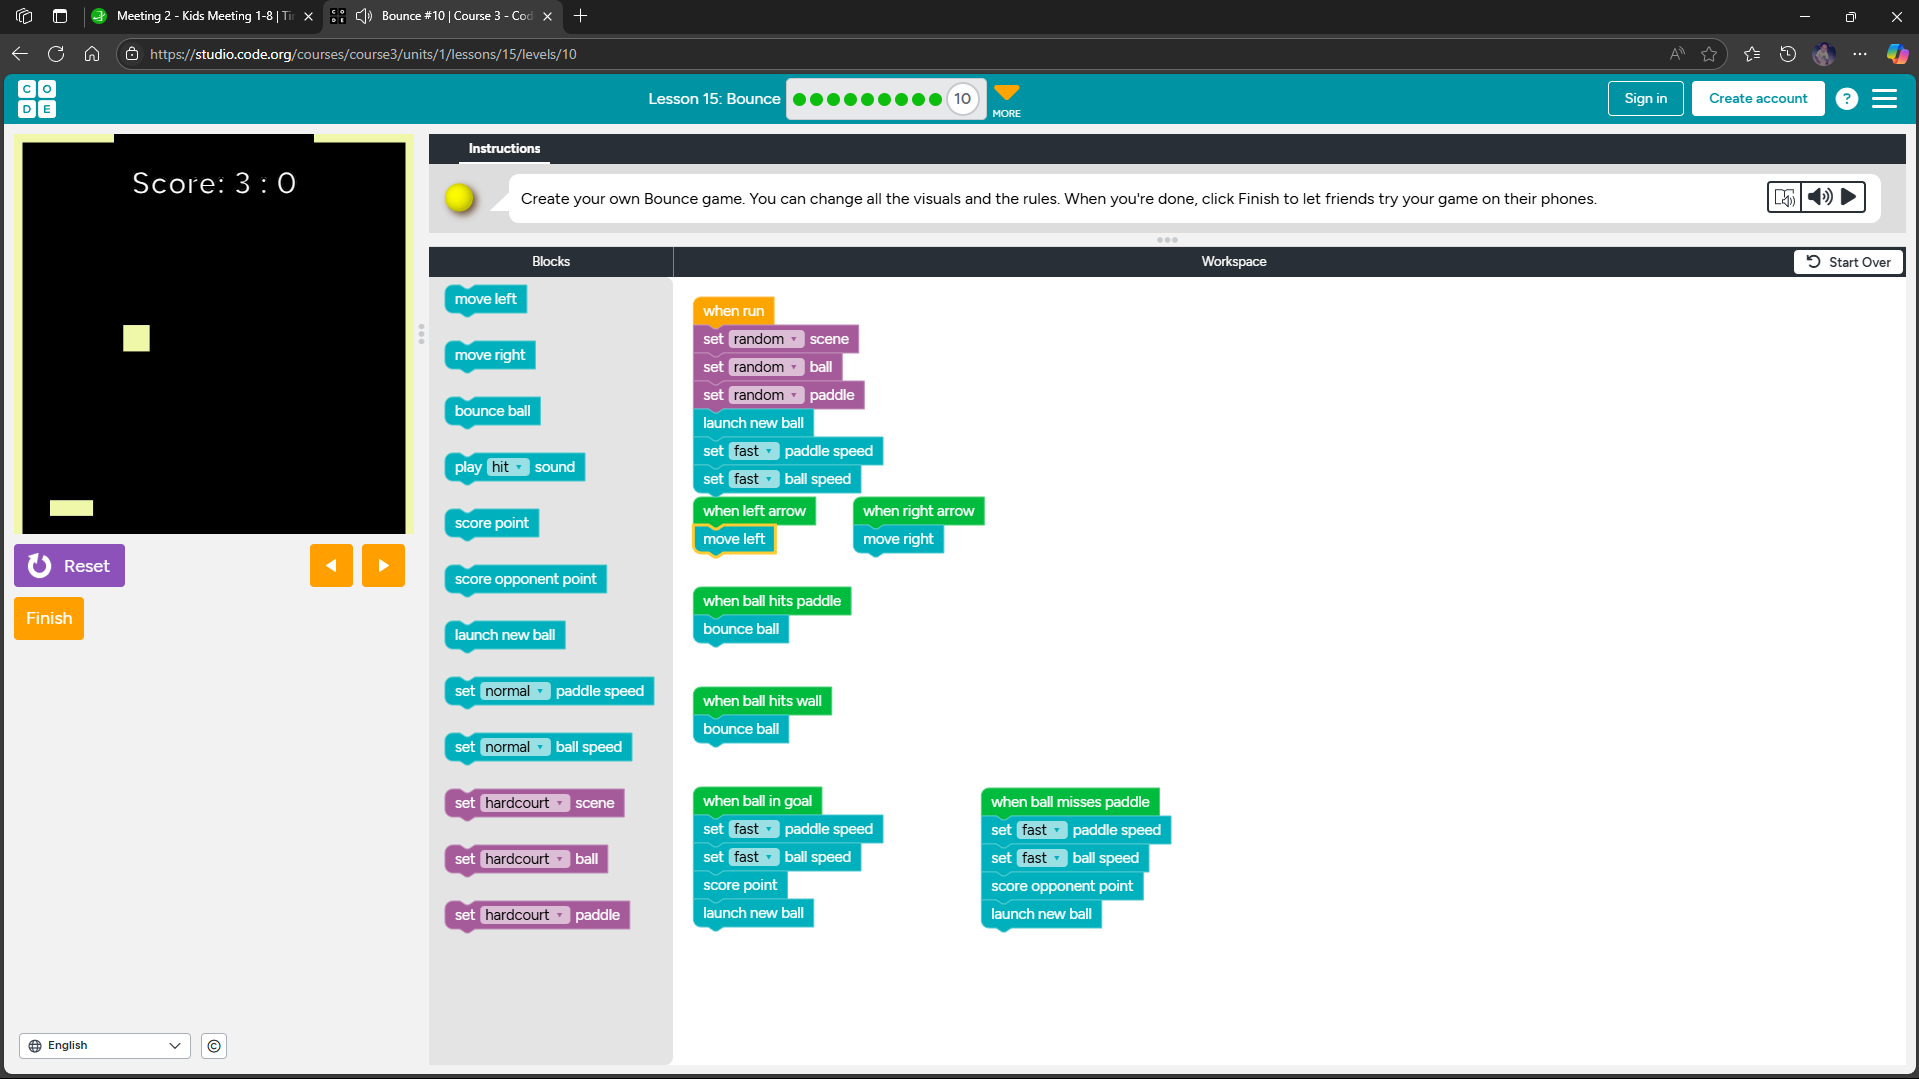 Meeting 2 - Kids Meeting 1-8 | Ti
Bounce #10 | Course 3 - Cod
https://studio.code.org/courses/course3/units/1/lessons/15/levels/10
C O
D E
Lesson 15: Bounce
10
MORE
Sign in
Create account
?
Score: 3 : 0
Reset
Finish
English
©
Instructions
Create your own Bounce game. You can change all the visuals and the rules. When you're done, click Finish to let friends try your game on their phones.
Blocks
Workspace
Start Over
move left
move right
bounce ball
play hit sound
score point
score opponent point
launch new ball
set normal paddle speed
set normal ball speed
set hardcourt scene
set hardcourt ball
set hardcourt paddle
when run
set random scene
set random ball
set random paddle
launch new ball
set fast paddle speed
set fast ball speed
when left arrow
move left
when right arrow
move right
when ball hits paddle
bounce ball
when ball hits wall
bounce ball
when ball in goal
set fast paddle speed
set fast ball speed
score point
launch new ball
when ball misses paddle
set fast paddle speed
set fast ball speed
score opponent point
launch new ball